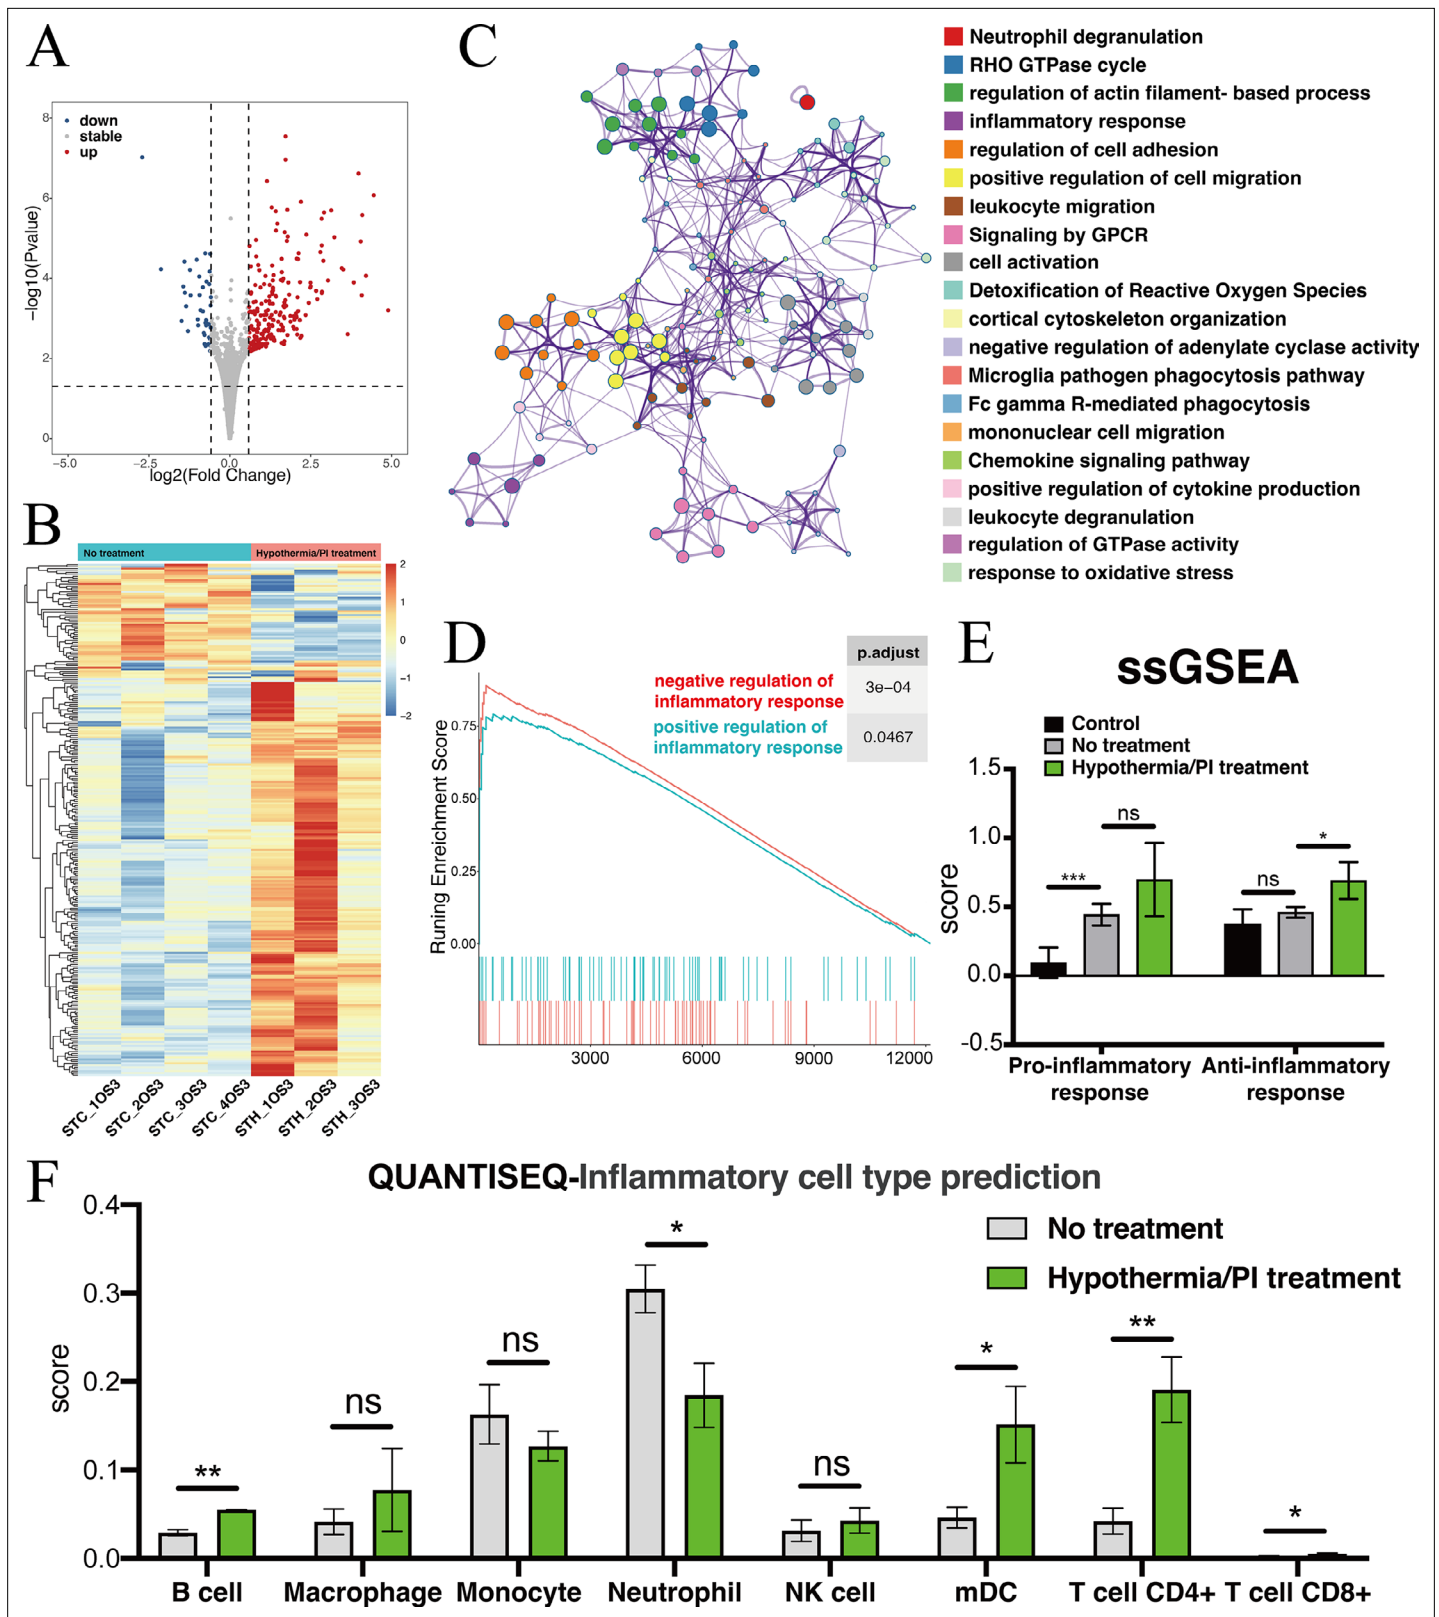 A
down
stable
up
8
6
4
2
0
−log10(Pvalue)
−5.0
−2.5
0.0
2.5
5.0
log2(Fold Change)
B
No treatment
Hypothermia/PI treatment
2
1
0
−1
−2
STC_1OS3
STC_2OS3
STC_3OS3
STC_4OS3
STH_1OS3
STH_2OS3
STH_3OS3
C
Neutrophil degranulation
RHO GTPase cycle
regulation of actin filament- based process
inflammatory response
regulation of cell adhesion
positive regulation of cell migration
leukocyte migration
Signaling by GPCR
cell activation
Detoxification of Reactive Oxygen Species
cortical cytoskeleton organization
negative regulation of adenylate cyclase activity
Microglia pathogen phagocytosis pathway
Fc gamma R-mediated phagocytosis
mononuclear cell migration
Chemokine signaling pathway
positive regulation of cytokine production
leukocyte degranulation
regulation of GTPase activity
response to oxidative stress
D
p.adjust
negative regulation of
inflammatory response
3e−04
positive regulation of
inflammatory response
0.0467
Runing Enreichment Score
0.75
0.50
0.25
0.00
3000
6000
9000
12000
E
ssGSEA
Control
No treatment
Hypothermia/PI treatment
score
1.5
1.0
0.5
0.0
-0.5
***
ns
ns
*
Pro-inflammatory
response
Anti-inflammatory
response
F
QUANTISEQ-Inflammatory cell type prediction
No treatment
Hypothermia/PI treatment
score
0.4
0.3
0.2
0.1
0.0
**
ns
ns
*
ns
*
**
*
B cell
Macrophage
Monocyte
Neutrophil
NK cell
mDC
T cell CD4+
T cell CD8+